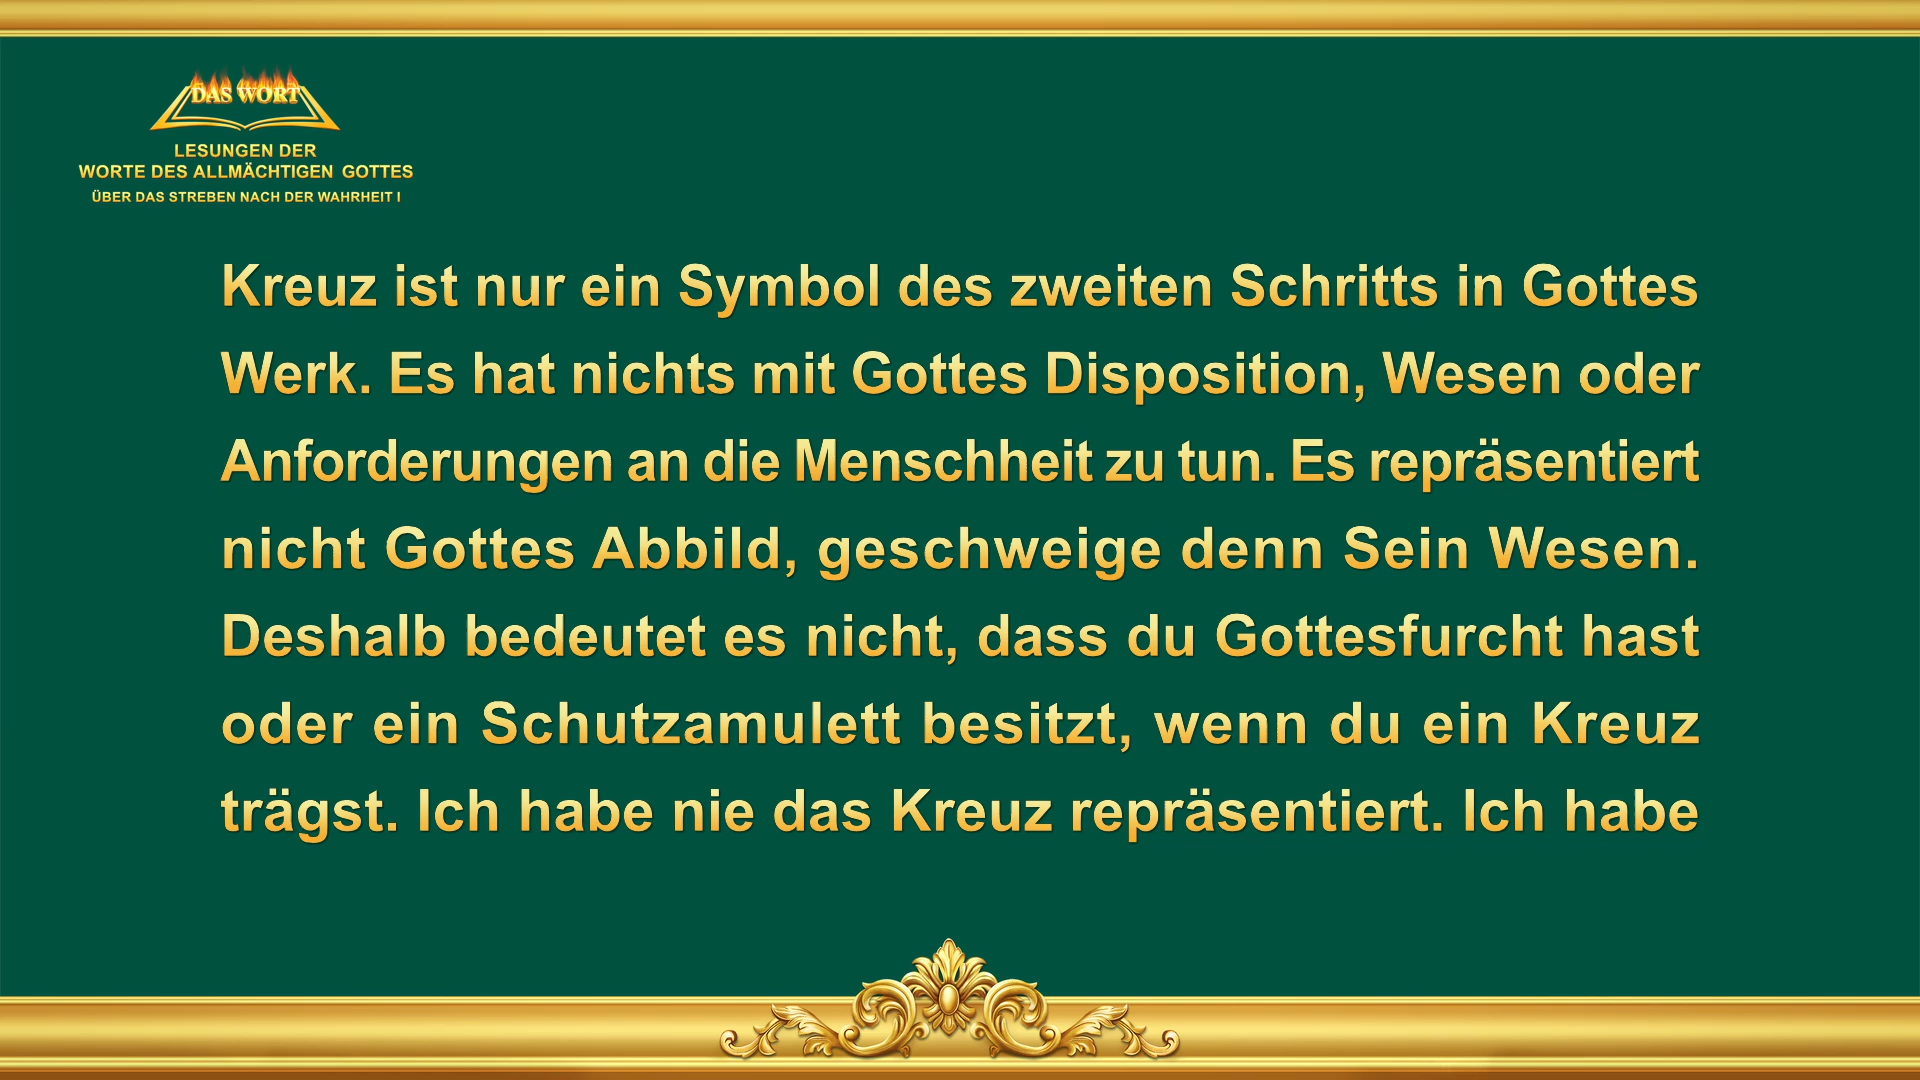 DAS WORT
LESUNGEN DER
WORTE DES ALLMÄCHTIGEN GOTTES
ÜBER DAS STREBEN NACH DER WAHRHEIT I
Kreuz ist nur ein Symbol des zweiten Schritts in Gottes
Werk. Es hat nichts mit Gottes Disposition, Wesen oder
Anforderungen an die Menschheit zu tun. Es repräsentiert
nicht Gottes Abbild, geschweige denn Sein Wesen.
Deshalb bedeutet es nicht, dass du Gottesfurcht hast
oder ein Schutzamulett besitzt, wenn du ein Kreuz
trägst. Ich habe nie das Kreuz repräsentiert. Ich habe